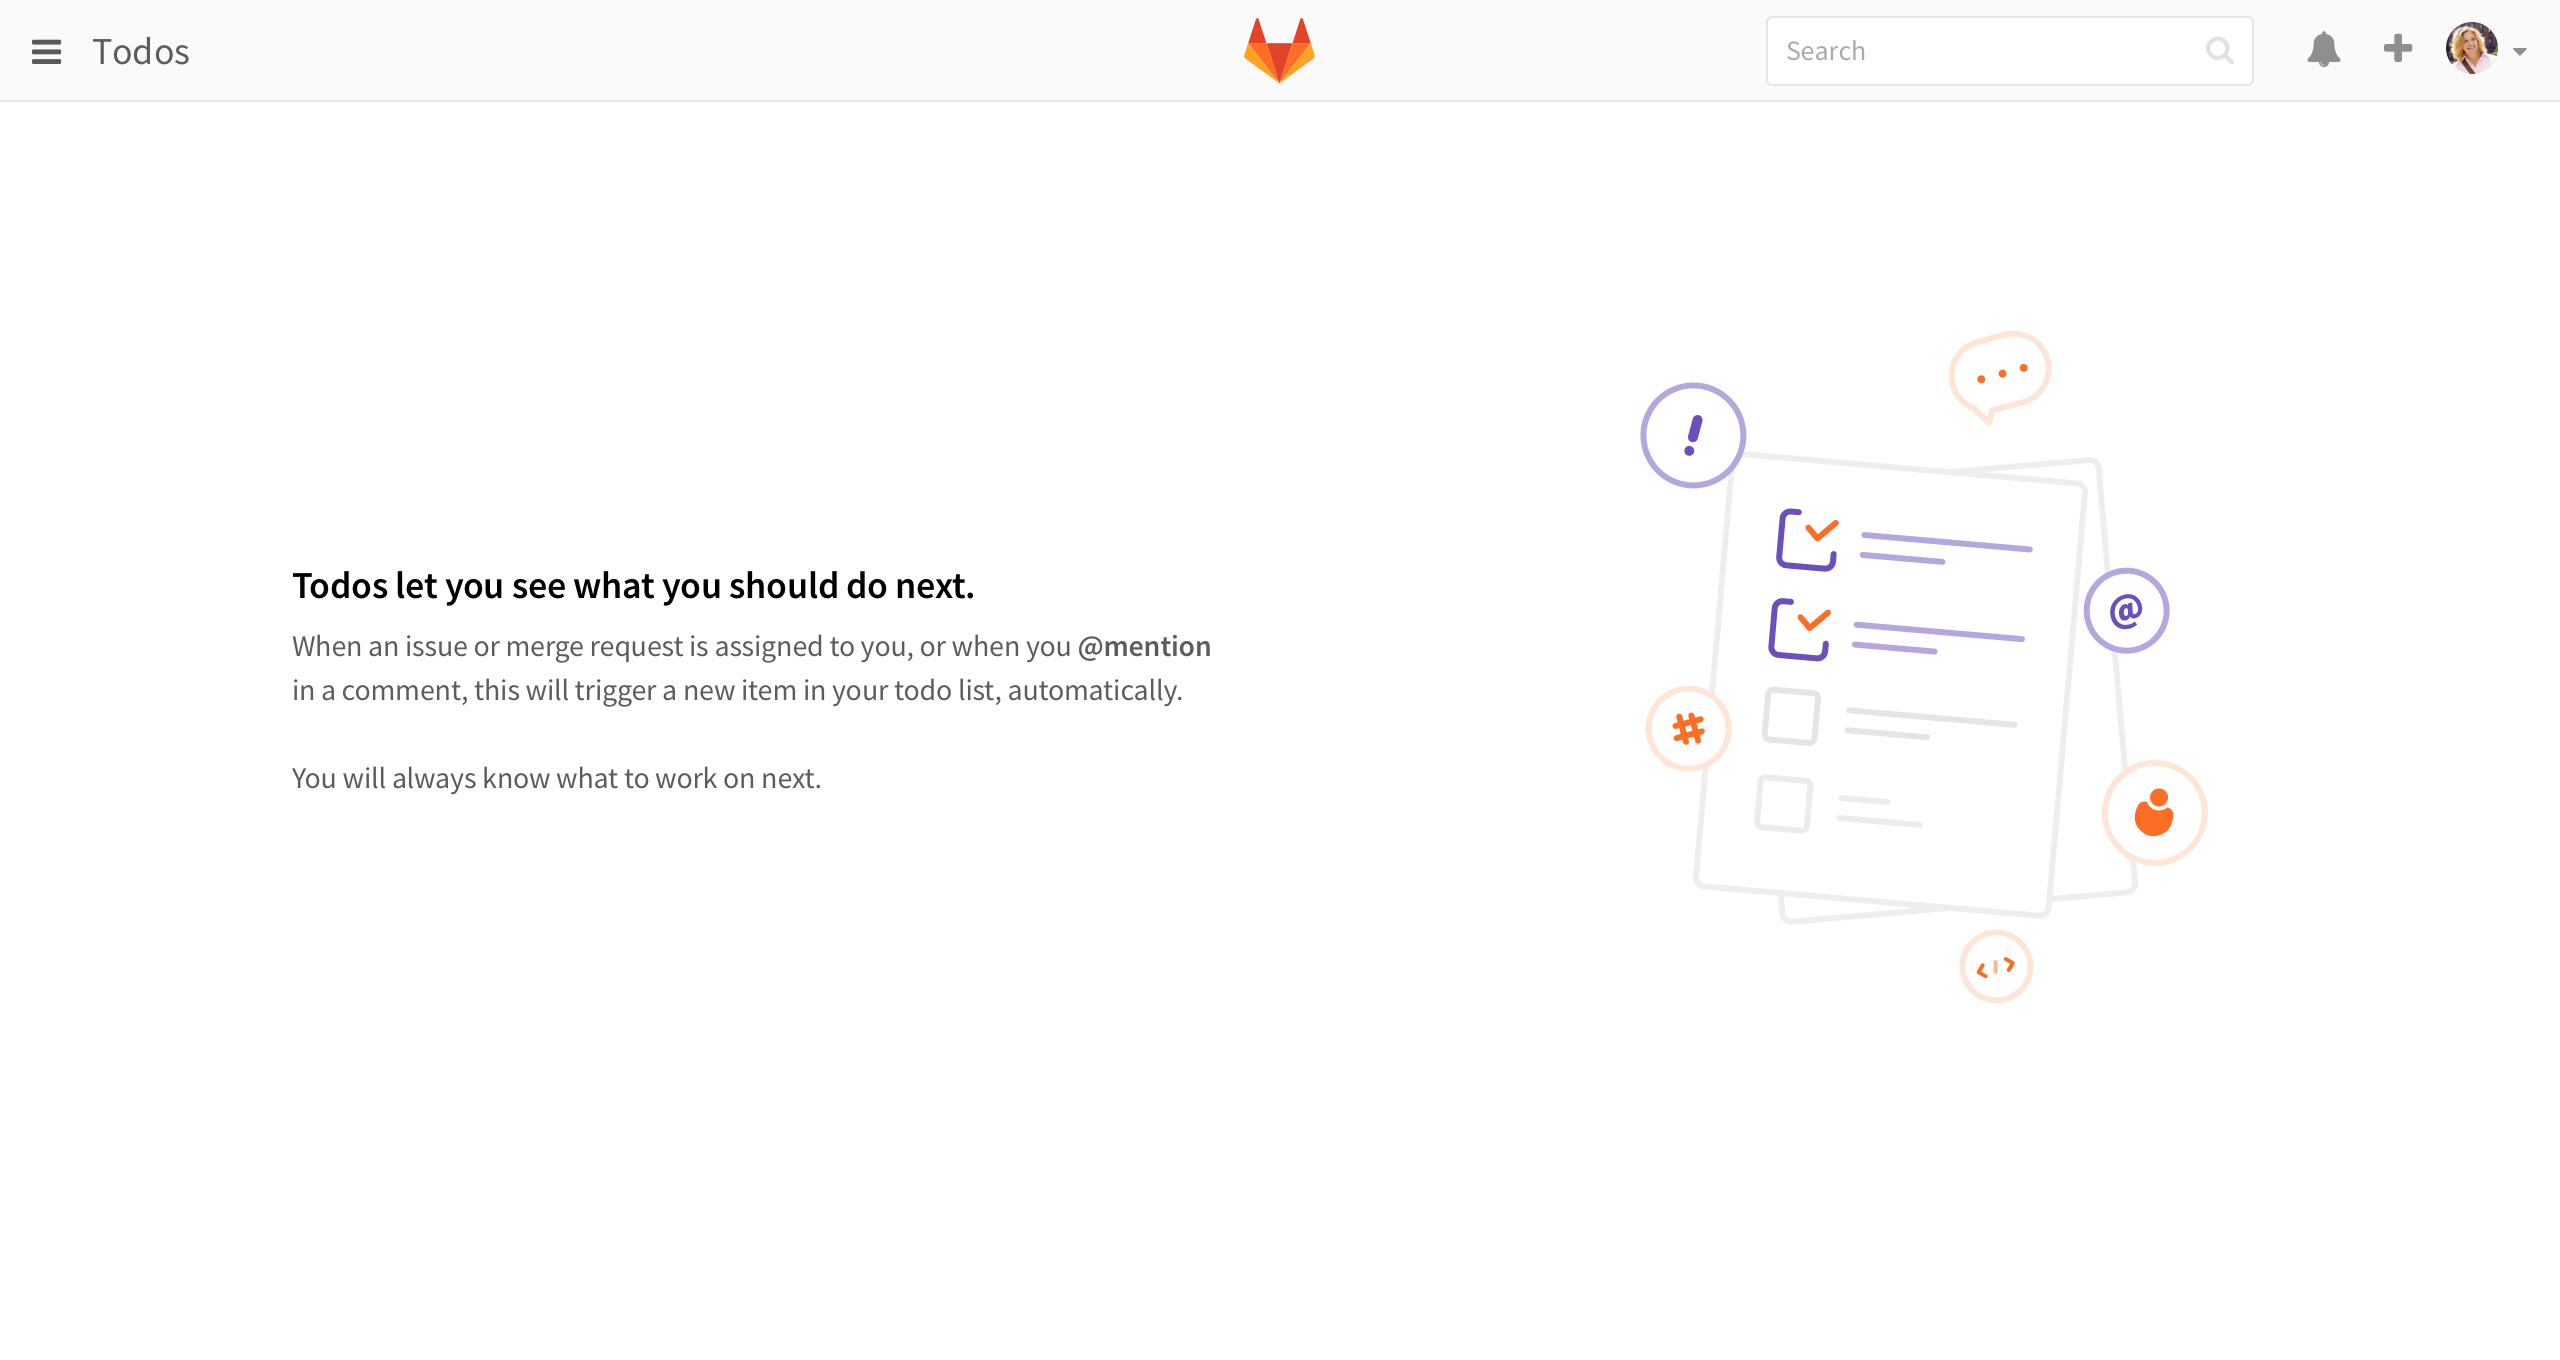 Todos
Search
Todos let you see what you should do next.
When an issue or merge request is assigned to you, or when you @mention
in a comment, this will trigger a new item in your todo list, automatically.
You will always know what to work on next.